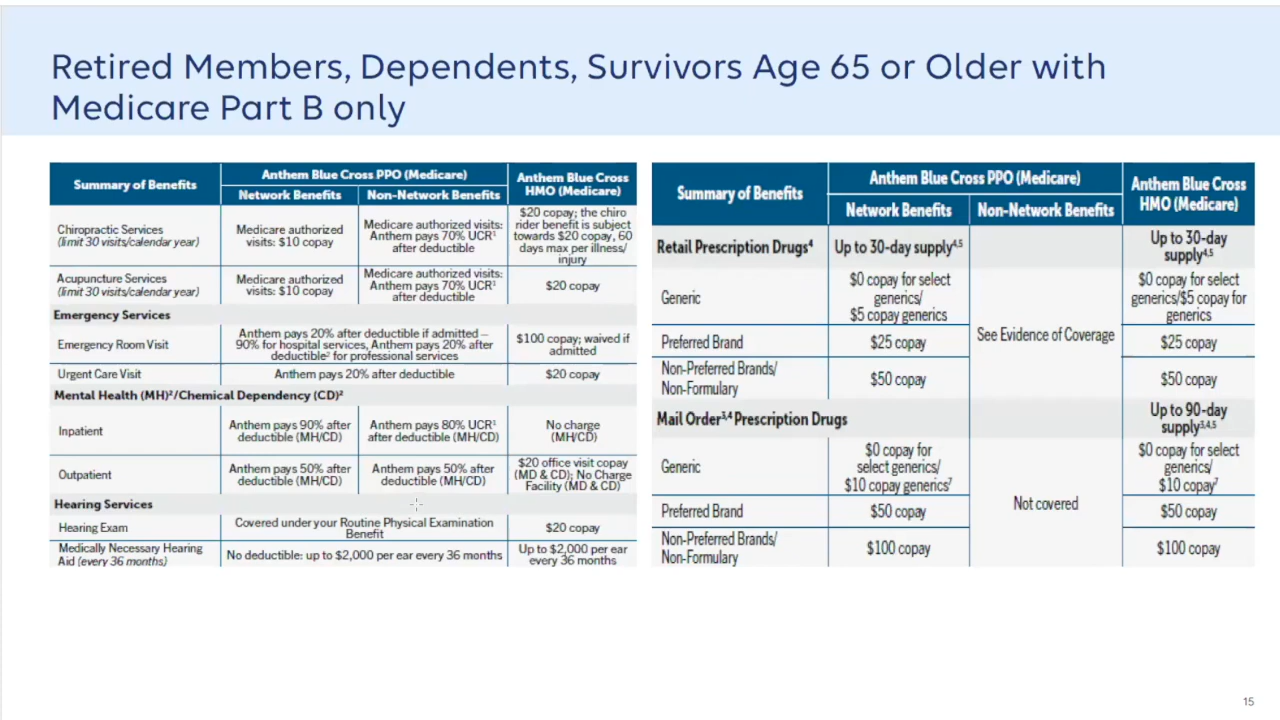 Retired Members, Dependents, Survivors Age 65 or Older with
Medicare Part B only
Summary of Benefits
Anthem Blue Cross PPO (Medicare)
Network Benefits
Non-Network Benefits
Anthem Blue Cross
HMO (Medicare)
Chiropractic Services
(limit 30 visits/calendar year)
Medicare authorized
visits: $10 copay
Medicare authorized visits:
Anthem pays 70% UCR¹
after deductible
$20 copay; the chiro
rider benefit is subject
towards $20 copay, 60
days max per illness/
injury
Acupuncture Services
(limit 30 visits/calendar year)
Medicare authorized
visits: $10 copay
Medicare authorized visits:
Anthem pays 70% UCR¹
after deductible
$20 copay
Emergency Services
Emergency Room Visit
Anthem pays 20% after deductible if admitted –
90% for hospital services, Anthem pays 20% after
deductible² for professional services
$100 copay; waived if
admitted
Urgent Care Visit
Anthem pays 20% after deductible
$20 copay
Mental Health (MH)²/Chemical Dependency (CD)²
Inpatient
Anthem pays 90% after
deductible (MH/CD)
Anthem pays 80% UCR¹
after deductible (MH/CD)
No charge
(MH/CD)
Outpatient
Anthem pays 50% after
deductible (MH/CD)
Anthem pays 50% after
deductible (MH/CD)
$20 office visit copay
(MD & CD); No Charge
Facility (MD & CD)
Hearing Services
Hearing Exam
Covered under your Routine Physical Examination
Benefit
$20 copay
Medically Necessary Hearing
Aid (every 36 months)
No deductible: up to $2,000 per ear every 36 months
Up to $2,000 per ear
every 36 months
Summary of Benefits
Anthem Blue Cross PPO (Medicare)
Network Benefits
Non-Network Benefits
Anthem Blue Cross
HMO (Medicare)
Retail Prescription Drugs⁴
Up to 30-day supply⁴,⁵
Up to 30-day
supply⁴,⁵
Generic
$0 copay for select
generics/
$5 copay generics
See Evidence of Coverage
$0 copay for select
generics/$5 copay for
generics
Preferred Brand
$25 copay
$25 copay
Non-Preferred Brands/
Non-Formulary
$50 copay
$50 copay
Mail Order³,⁴ Prescription Drugs
Up to 90-day
supply³,⁴,⁵
Generic
$0 copay for
select generics/
$10 copay generics⁷
Not covered
$0 copay for select
generics/
$10 copay⁷
Preferred Brand
$50 copay
$50 copay
Non-Preferred Brands/
Non-Formulary
$100 copay
$100 copay
15